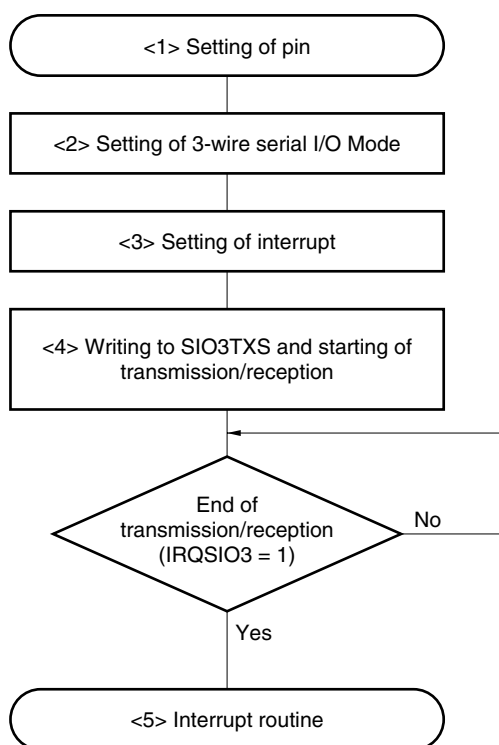 <1> Setting of pin
<2> Setting of 3-wire serial I/O Mode
<3> Setting of interrupt
<4> Writing to SIO3TXS and starting of
transmission/reception
End of
transmission/reception
(IRQSIO3 = 1)
No
Yes
<5> Interrupt routine